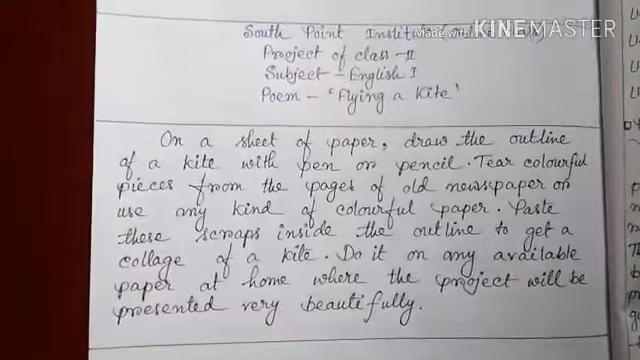 South Point Institute
KINEMASTER
Project of class - II
Subject - English I
Poem - 'Flying a Kite'
On a sheet of paper, draw the outline
of a kite with pen or pencil. Tear colourful
pieces from the pages of old newspaper or
use any kind of colourful paper. Paste
these scraps inside the outline to get a
collage of a kite. Do it on any available
paper at home where the project will be
presented very beautifully.